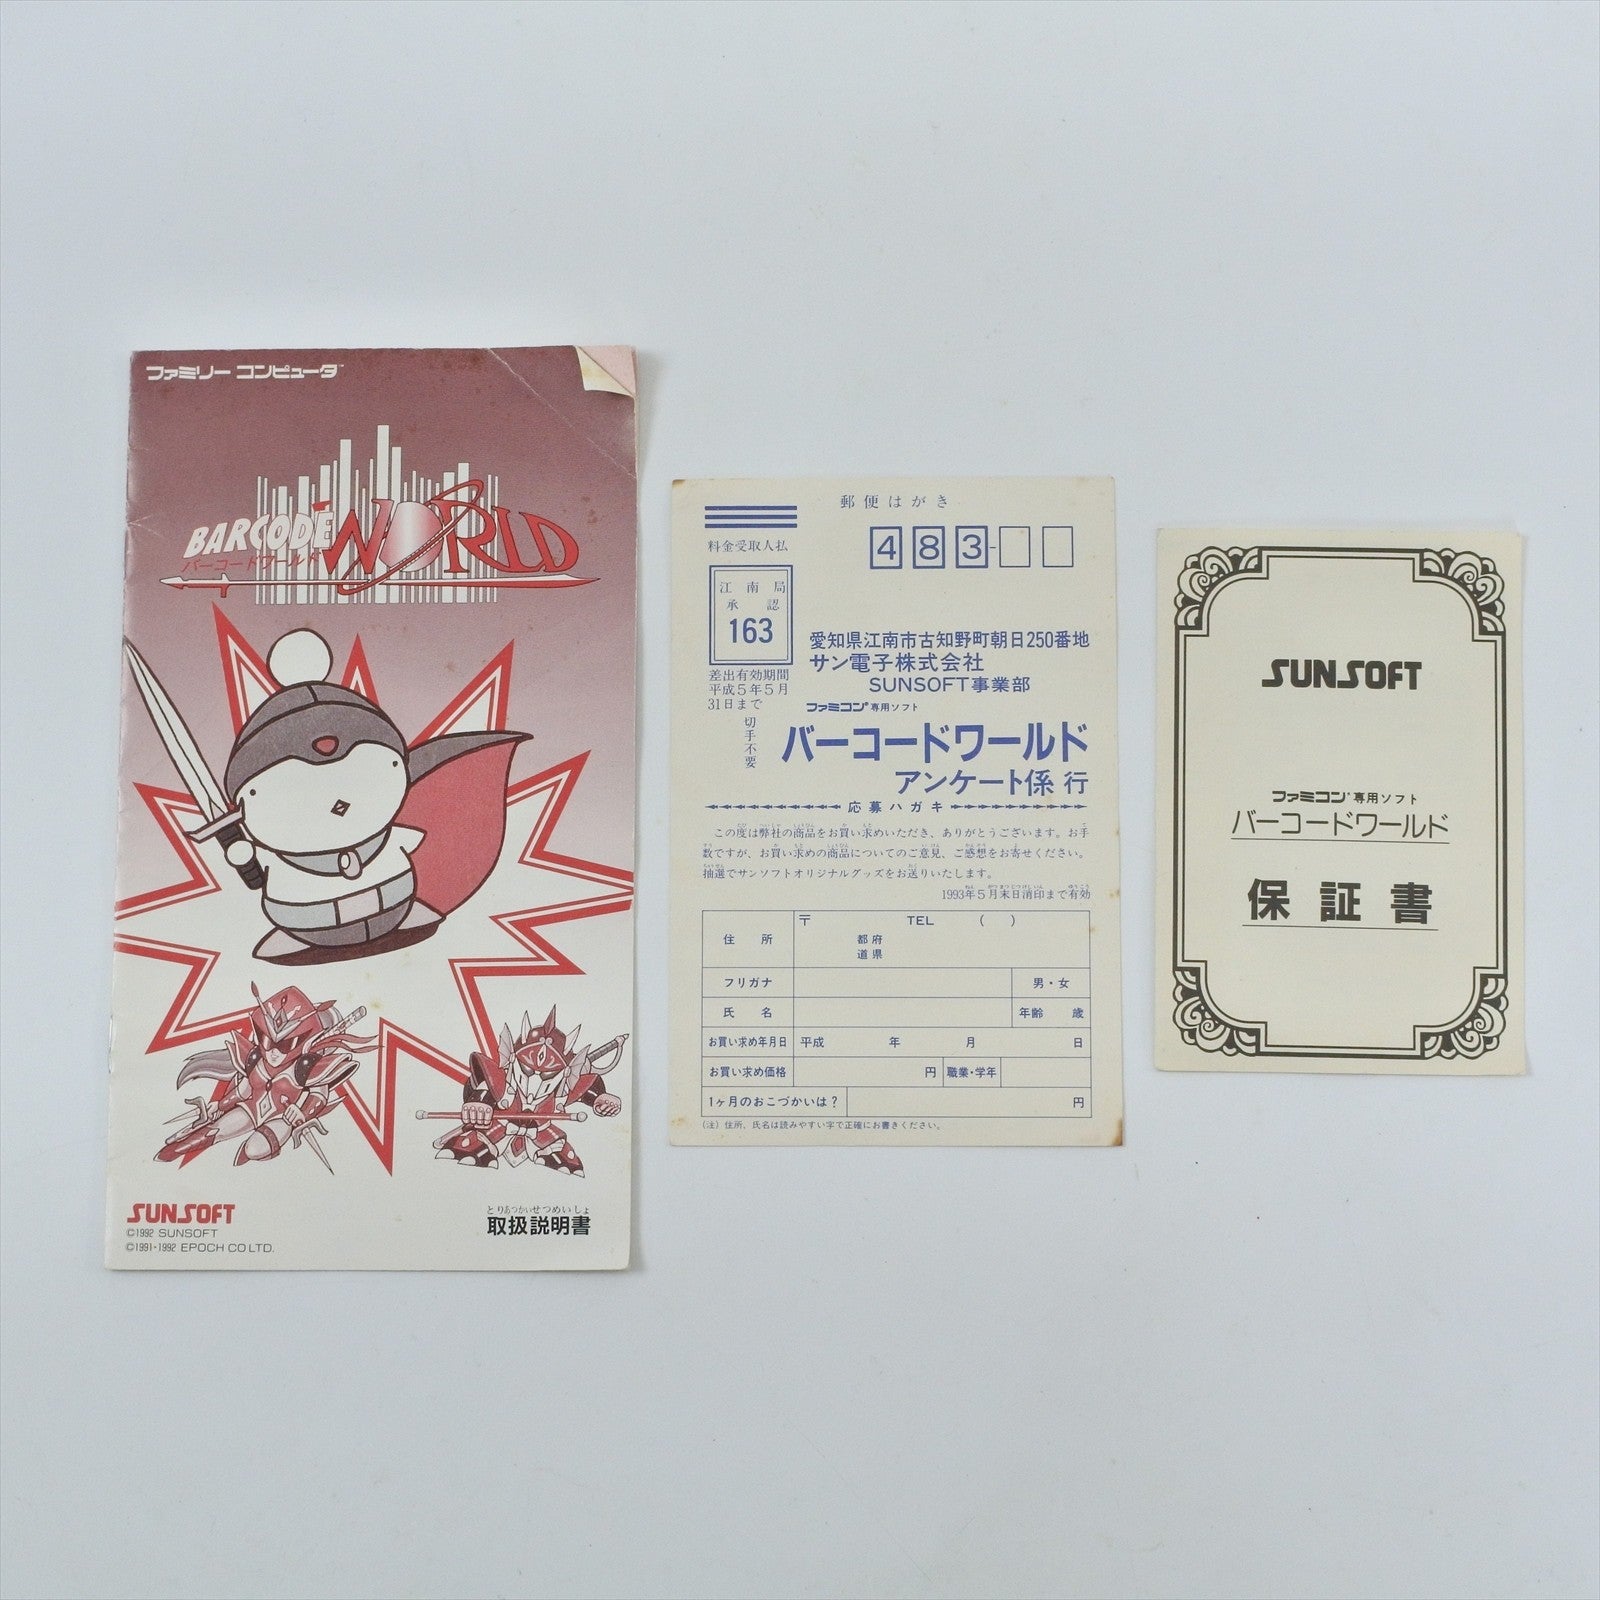 ファミリー コンピュータ™
BARCODE WORLD
バーコードワールド
SUNSOFT
©1992 SUNSOFT
©1991・1992 EPOCH CO LTD.
とりあつかいせつめいしょ
取扱説明書
郵便はがき
料金受取人払
483-
江南局
承認
163
差出有効期間
平成5年5月
31日まで
切手不要
愛知県江南市古知野町朝日250番地
サン電子株式会社
SUNSOFT事業部
ファミコン®専用ソフト
バーコードワールド
アンケート係 行
応募ハガキ
この度は弊社の商品をお買い求めいただき、ありがとうございます。お手
数ですが、お買い求めの商品についてのご意見、ご感想をお寄せください。
抽選でサンソフトオリジナルグッズをお送りいたします。
1993年5月末日消印まで有効
住所 〒 TEL ( )
都府
道県
フリガナ 男・女
氏名 年齢 歳
お買い求め年月日 平成 年 月 日
お買い求め価格 円 職業・学年
1ヶ月のおこづかいは? 円
(注) 住所、氏名は読みやすい字で正確にお書きください。
SUNSOFT
ファミコン®専用ソフト
バーコードワールド
保証書